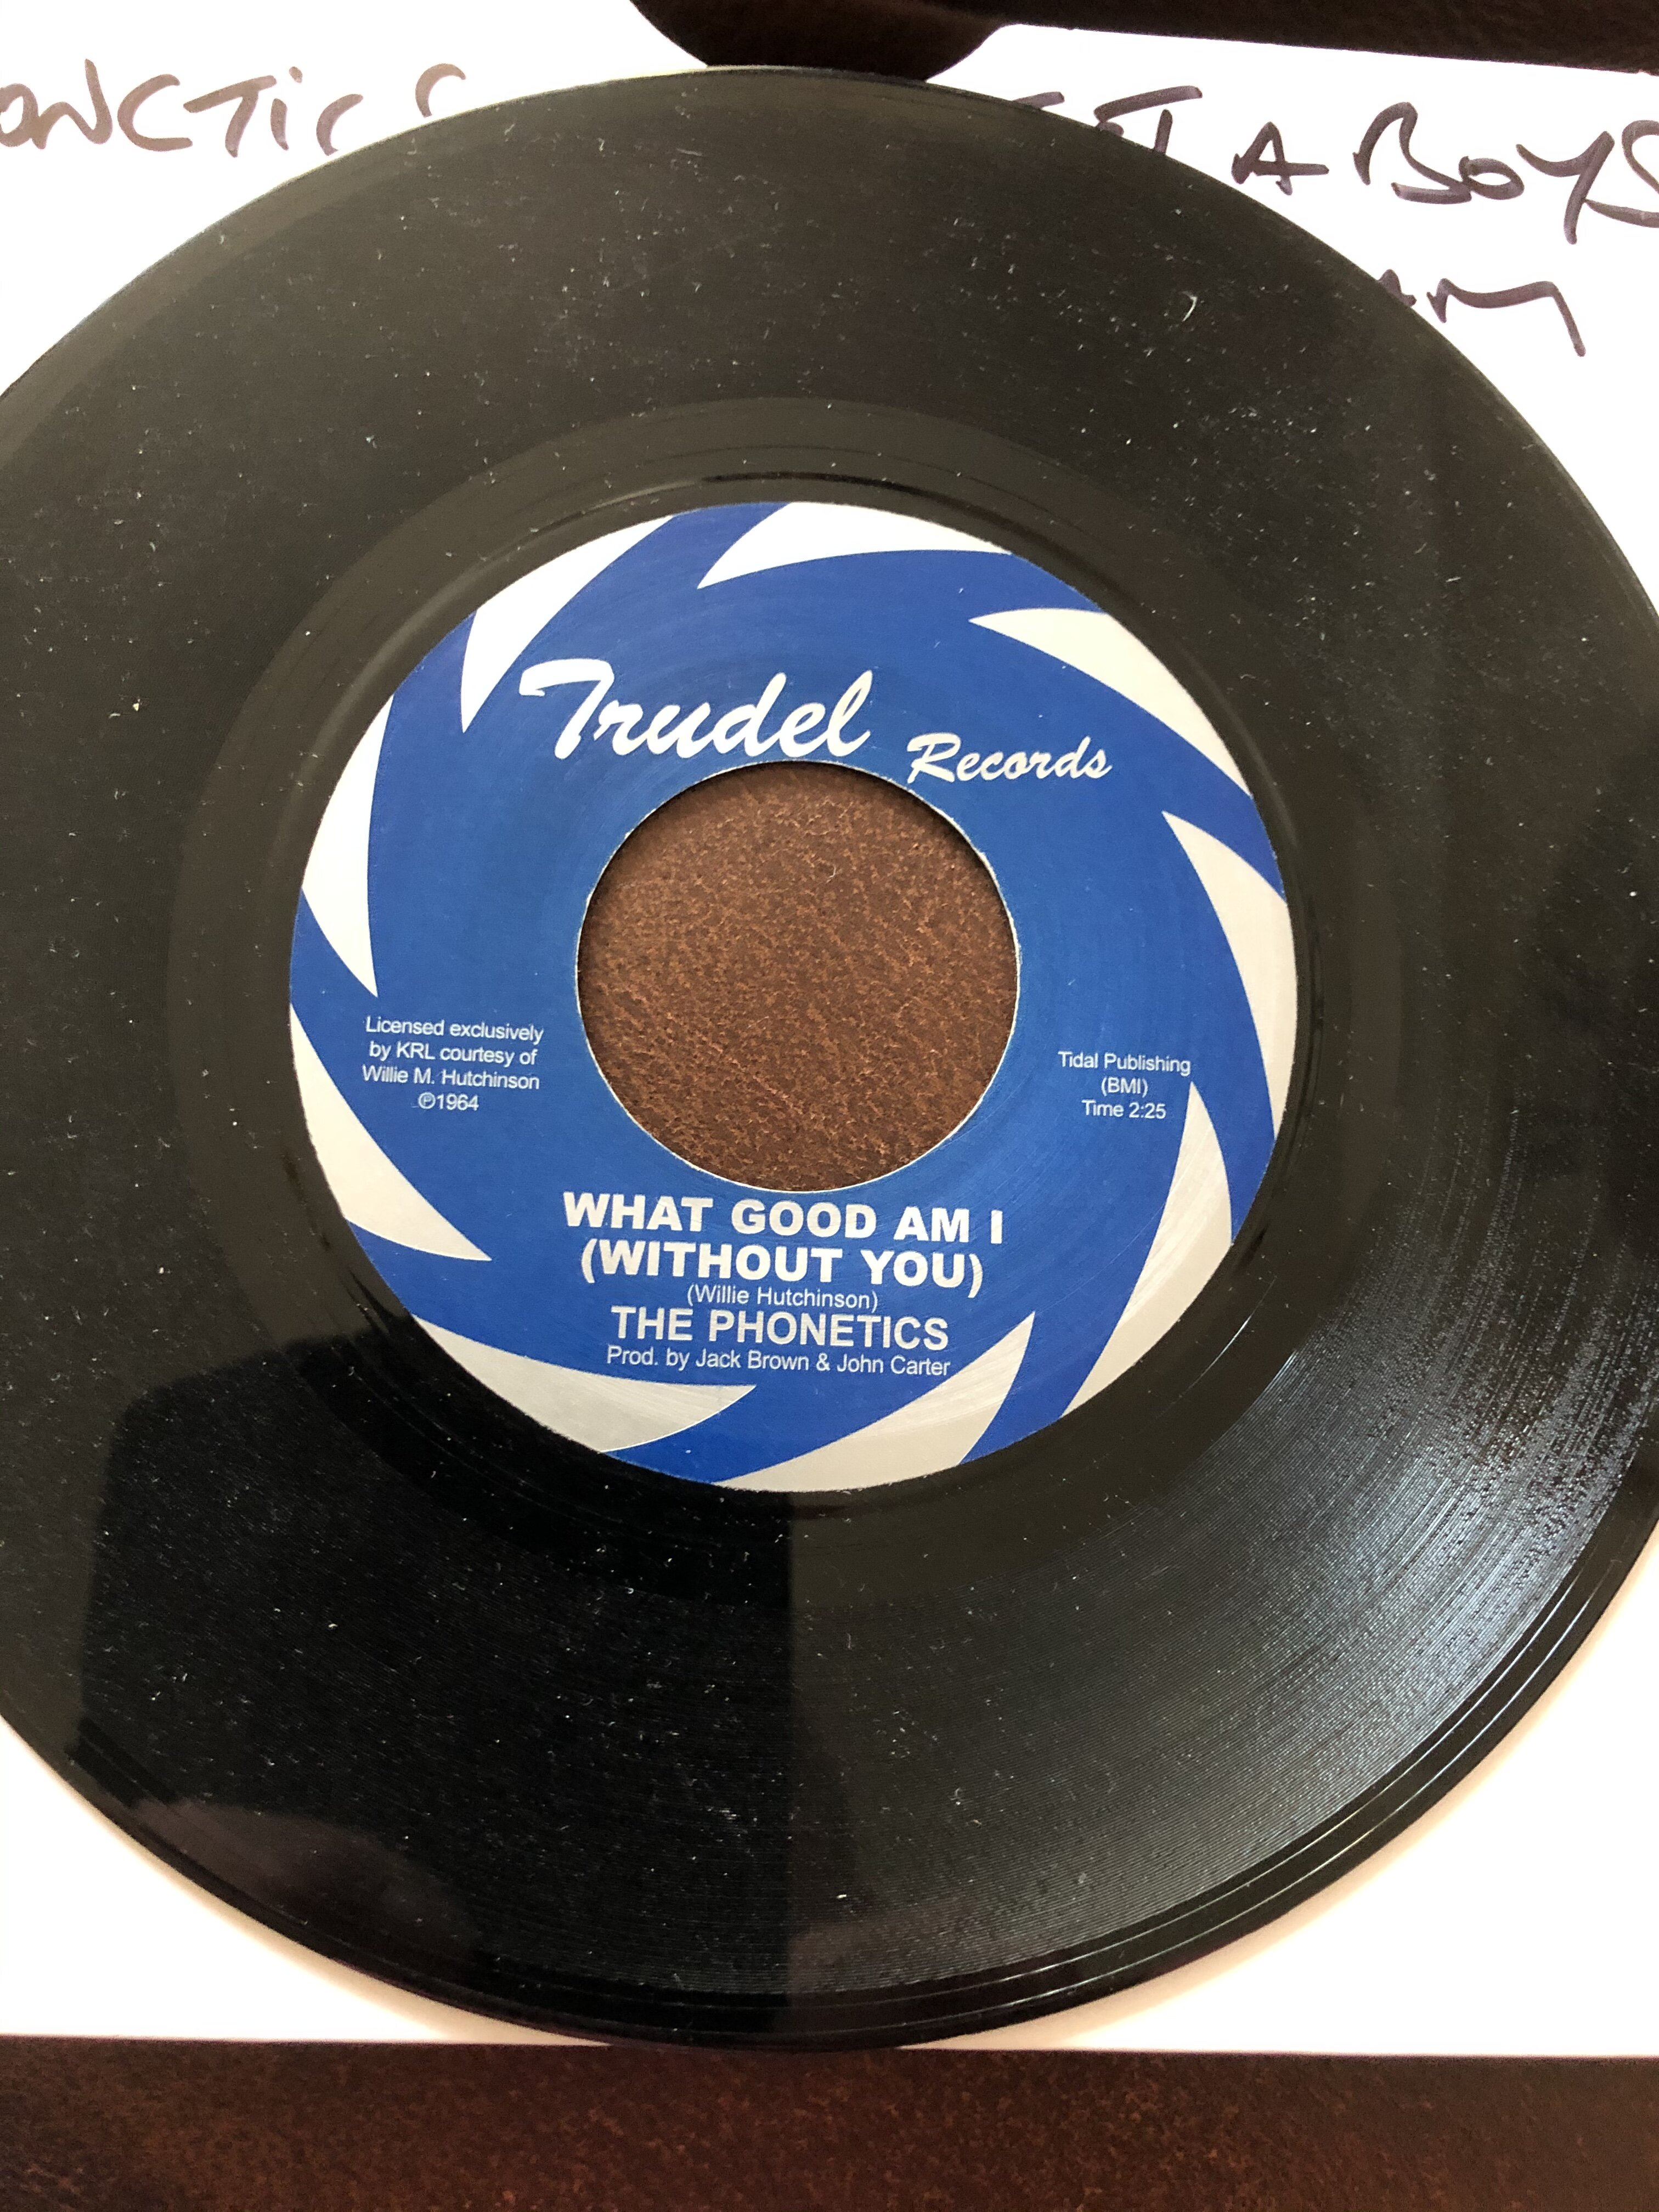 A BOYS
Trudel Records
Licensed exclusively
by KRL courtesy of
Willie M. Hutchinson
℗1964
Tidal Publishing
(BMI)
Time 2:25
WHAT GOOD AM I
(WITHOUT YOU)
(Willie Hutchinson)
THE PHONETICS
Prod. by Jack Brown & John Carter